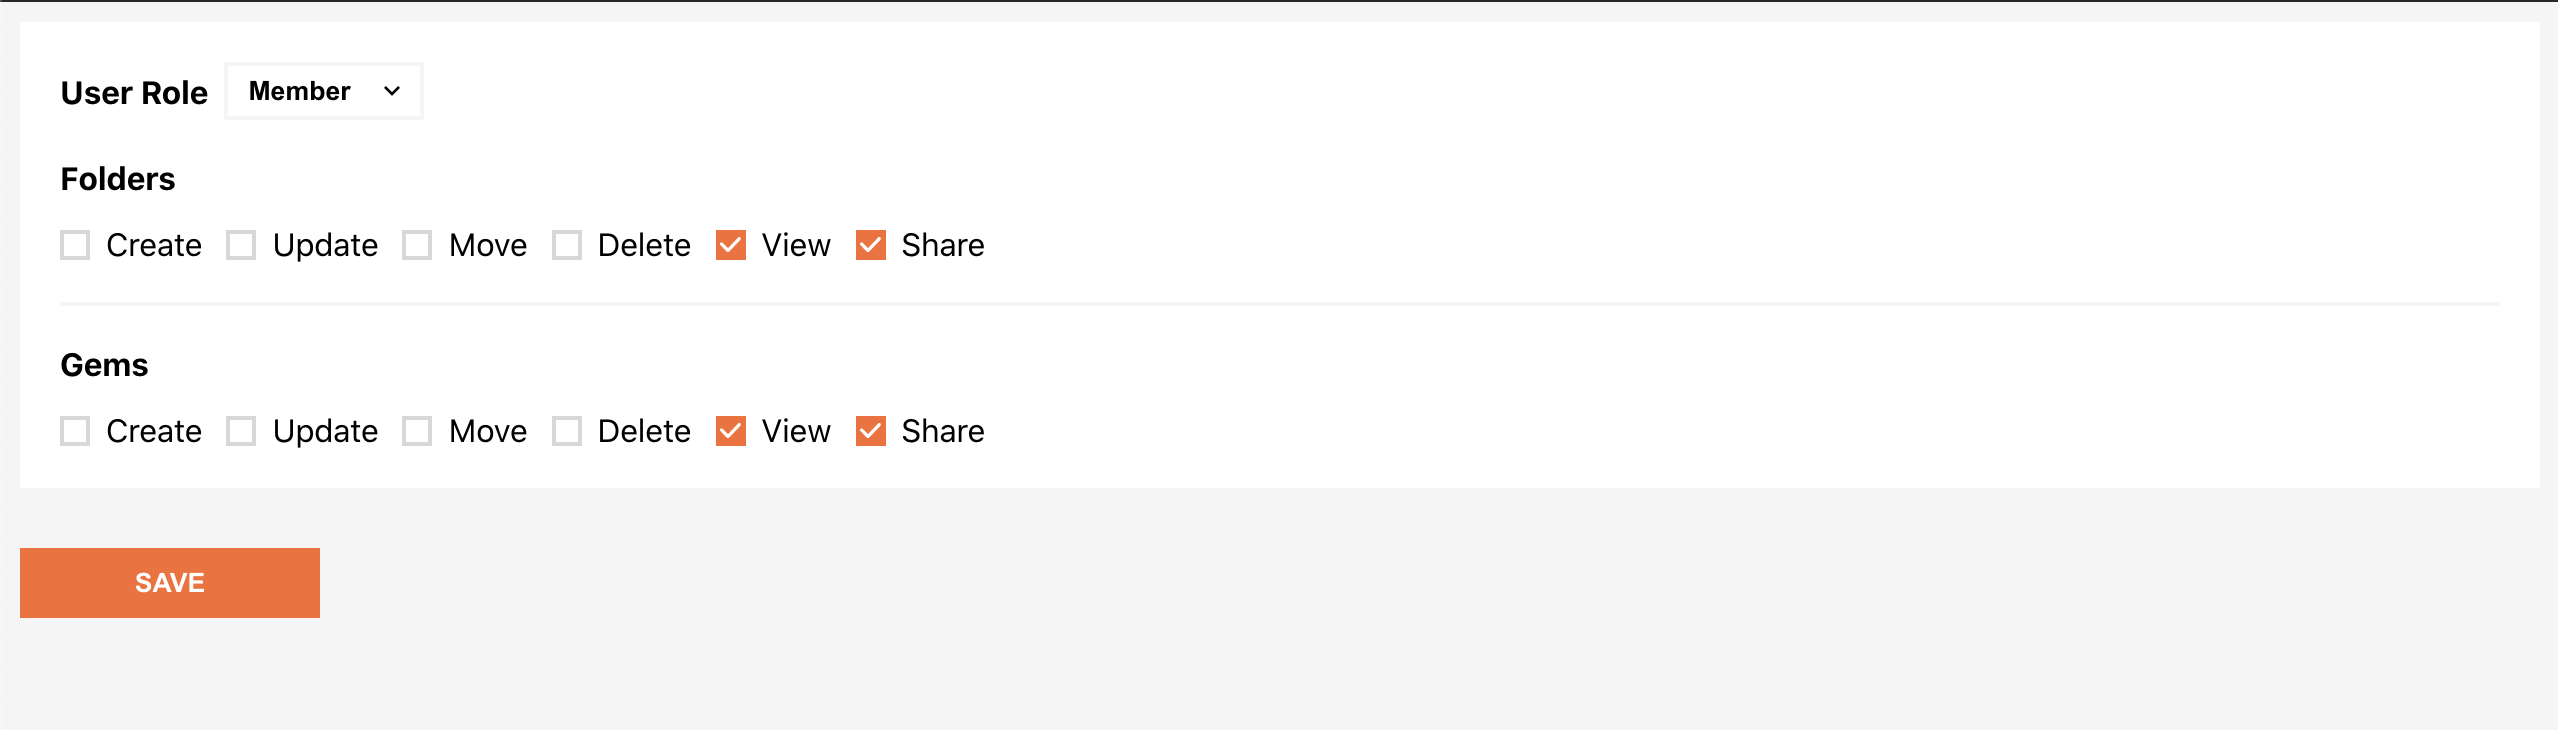 User Role Member
Folders
Create Update Move Delete View Share
Gems
Create Update Move Delete View Share
SAVE